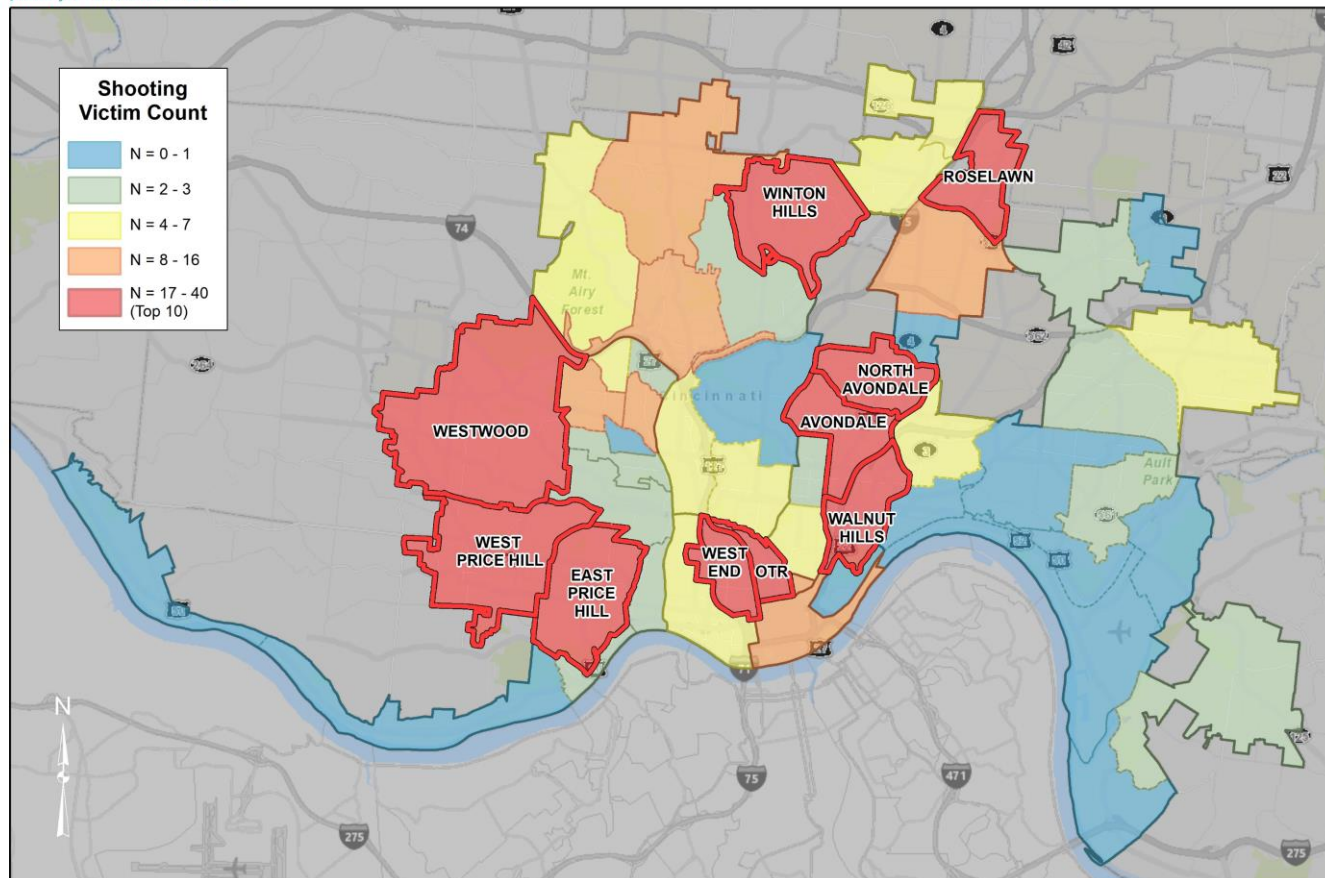 Shooting
Victim Count
N = 0 - 1
N = 2 - 3
N = 4 - 7
N = 8 - 16
N = 17 - 40
(Top 10)
ROSELAWN
WINTON
HILLS
74
Mt.
Airy
Forest
4
NORTH
AVONDALE
Cincinnati
AVONDALE
WESTWOOD
Ault
Park
WALNUT
HILLS
WEST
PRICE HILL
WEST
END
OTR
EAST
PRICE
HILL
N
71
75
471
275
275